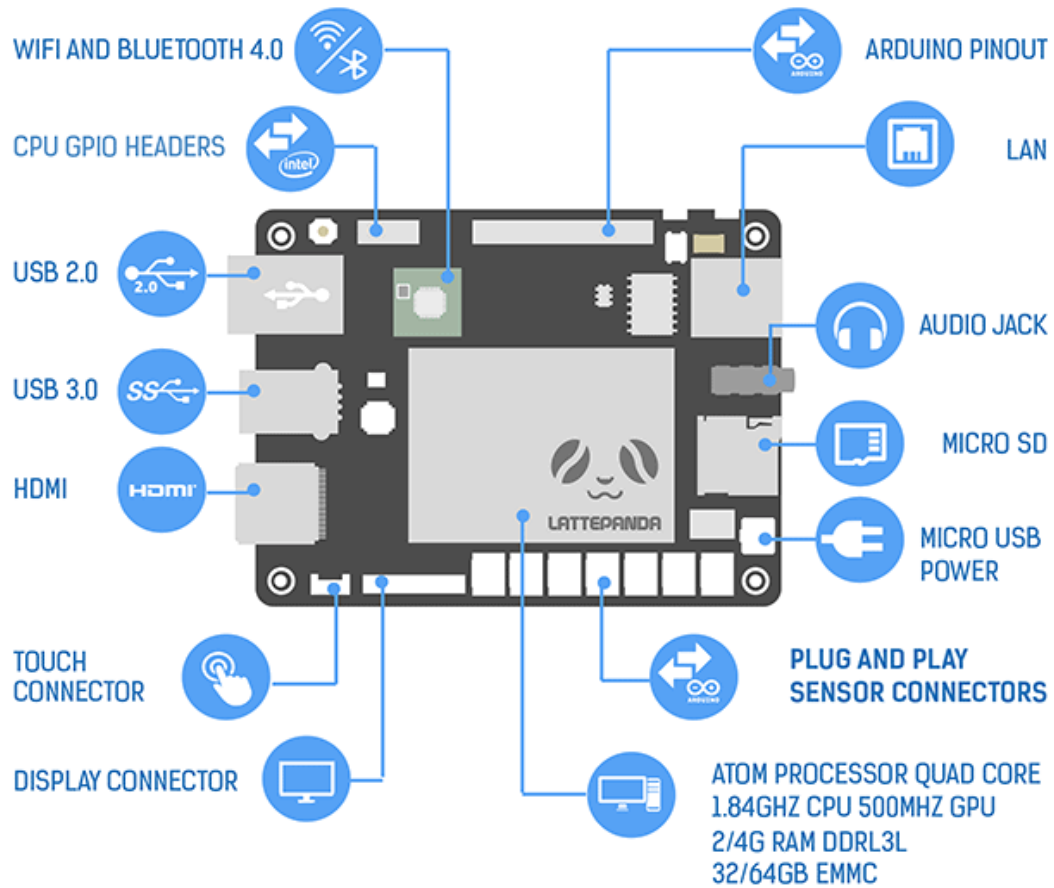 WIFI AND BLUETOOTH 4.0
ARDUINO PINOUT
ARDUINO
CPU GPIO HEADERS
intel
LAN
USB 2.0
2.0
AUDIO JACK
USB 3.0
SS
MICRO SD
HDMI
HDMI
LATTEPANDA
MICRO USB
POWER
TOUCH
CONNECTOR
ARDUINO
PLUG AND PLAY
SENSOR CONNECTORS
DISPLAY CONNECTOR
ATOM PROCESSOR QUAD CORE
1.84GHZ CPU 500MHZ GPU
2/4G RAM DDRL3L
32/64GB EMMC